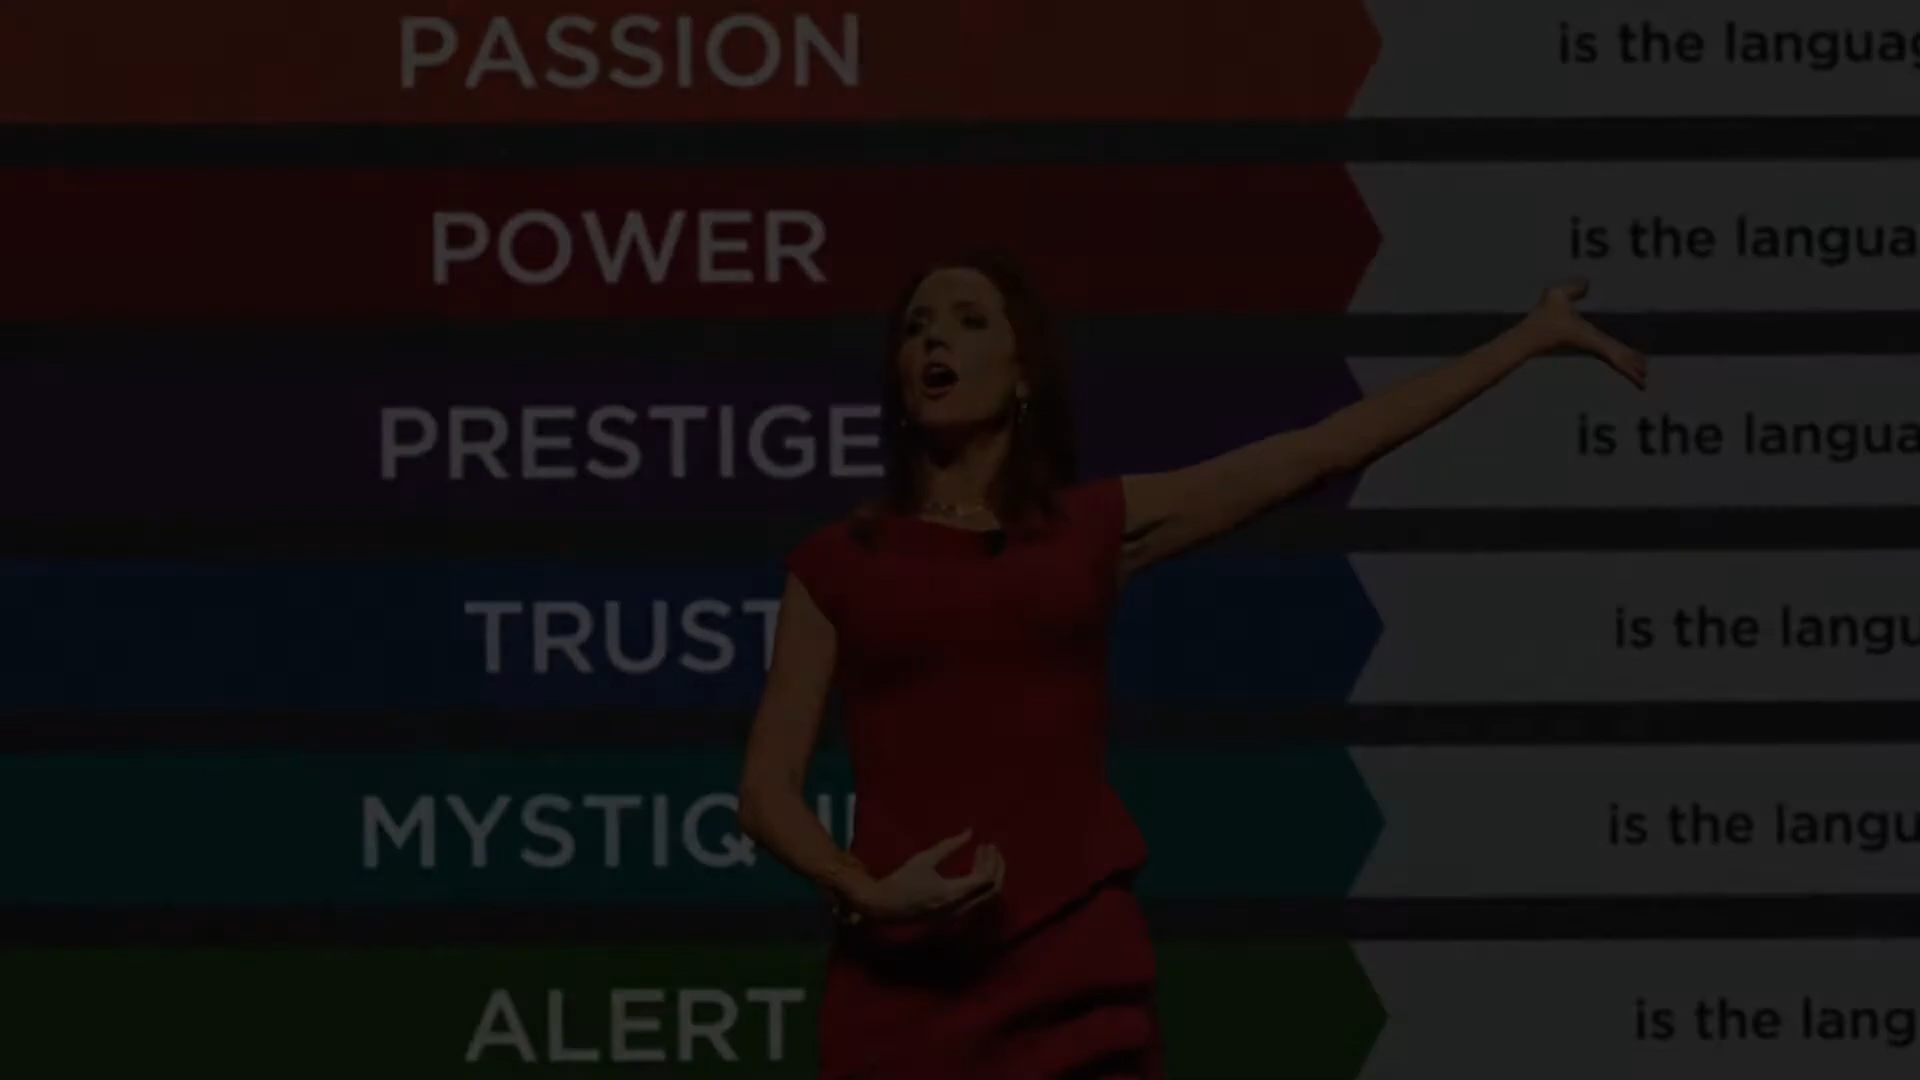 PASSION is the languag
POWER is the langua
PRESTIGE is the langua
TRUST is the langu
MYSTIQU is the langu
ALERT is the lang